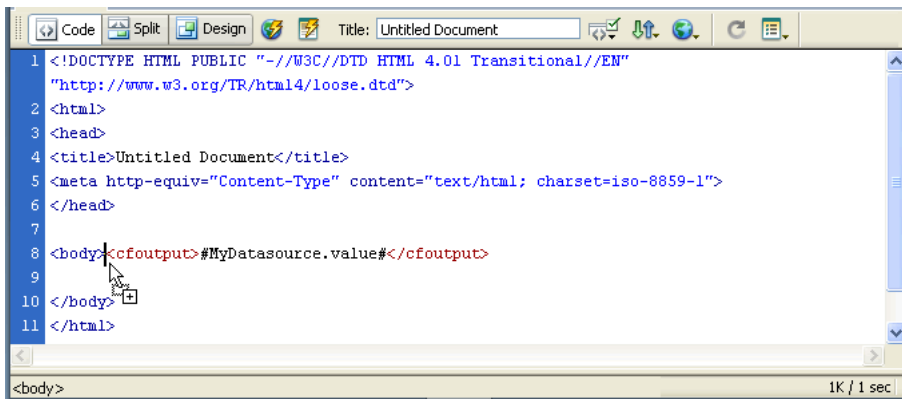 Code Split Design Title: Untitled Document
1 <!DOCTYPE HTML PUBLIC "-//W3C//DTD HTML 4.01 Transitional//EN"
"http://www.w3.org/TR/html4/loose.dtd">
2 <html>
3 <head>
4 <title>Untitled Document</title>
5 <meta http-equiv="Content-Type" content="text/html; charset=iso-8859-1">
6 </head>
7
8 <body><cfoutput>#MyDatasource.value#</cfoutput>
9
10 </body>
11 </html>
<body> 1K / 1 sec